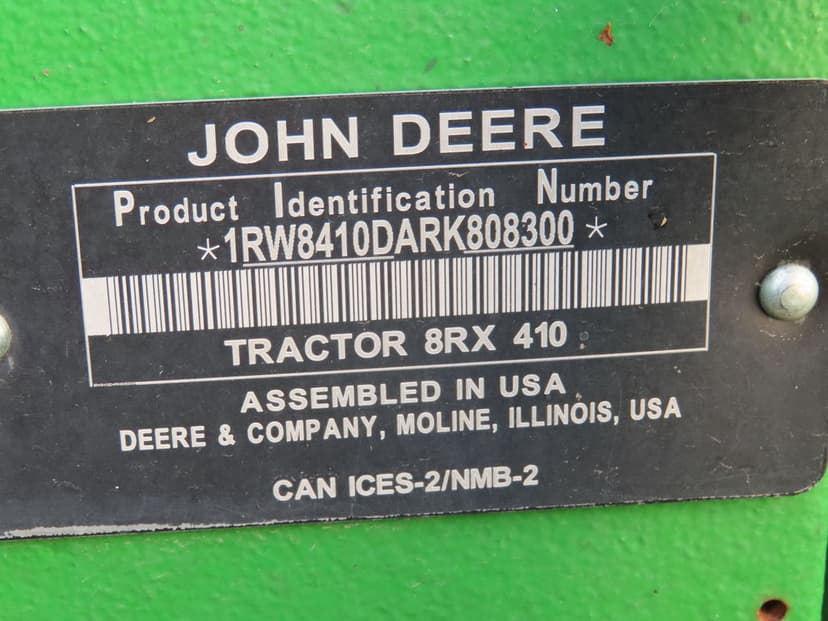 JOHN DEERE
Product Identification Number
*1RW8410DARK808300*
TRACTOR 8RX 410
ASSEMBLED IN USA
DEERE & COMPANY, MOLINE, ILLINOIS, USA
CAN ICES-2/NMB-2